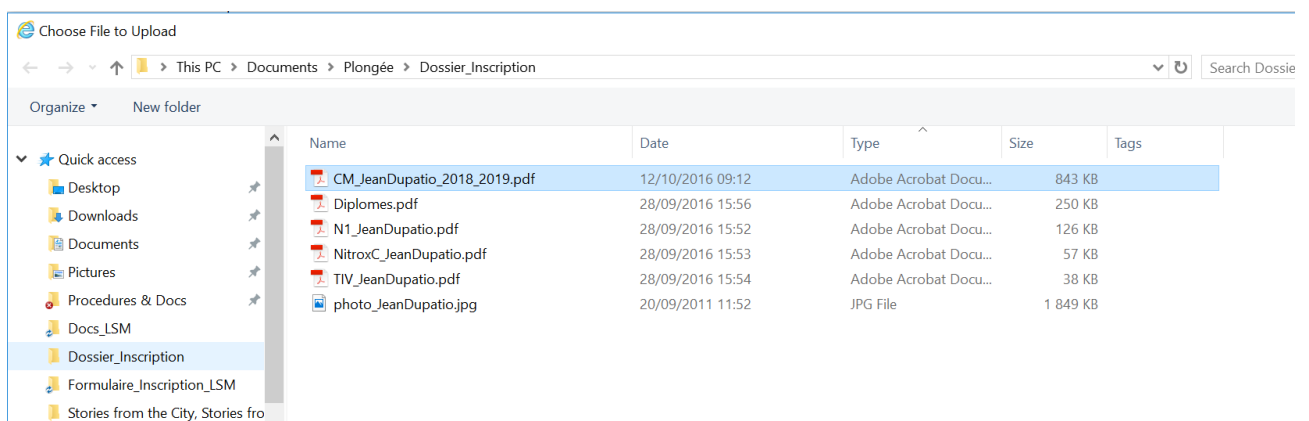 Choose File to Upload
This PC > Documents > Plongée > Dossier_Inscription Search Dossie
Organize New folder
Name Date Type Size Tags
Quick access
Desktop
Downloads
Documents
Pictures
Procedures & Docs
Docs_LSM
Dossier_Inscription
Formulaire_Inscription_LSM
Stories from the City, Stories fro
CM_JeanDupatio_2018_2019.pdf 12/10/2016 09:12 Adobe Acrobat Docu... 843 KB
Diplomes.pdf 28/09/2016 15:56 Adobe Acrobat Docu... 250 KB
N1_JeanDupatio.pdf 28/09/2016 15:52 Adobe Acrobat Docu... 126 KB
NitroxC_JeanDupatio.pdf 28/09/2016 15:53 Adobe Acrobat Docu... 57 KB
TIV_JeanDupatio.pdf 28/09/2016 15:54 Adobe Acrobat Docu... 38 KB
photo_JeanDupatio.jpg 20/09/2011 11:52 JPG File 1 849 KB